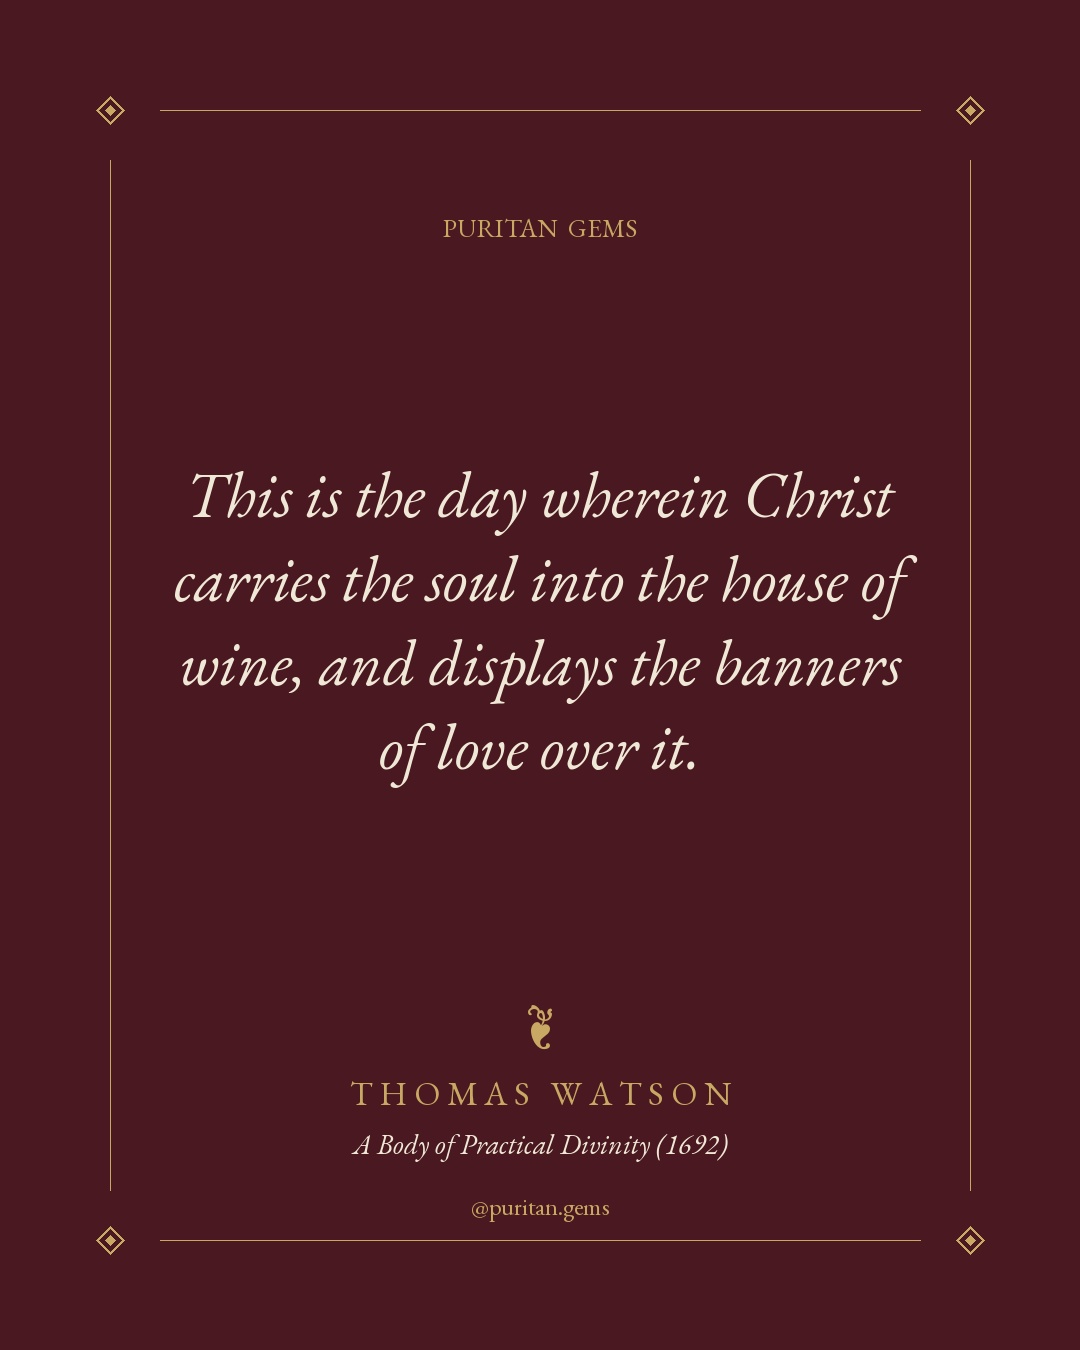 PURITAN GEMS
This is the day wherein Christ
carries the soul into the house of
wine, and displays the banners
of love over it.
THOMAS WATSON
A Body of Practical Divinity (1692)
@puritan.gems